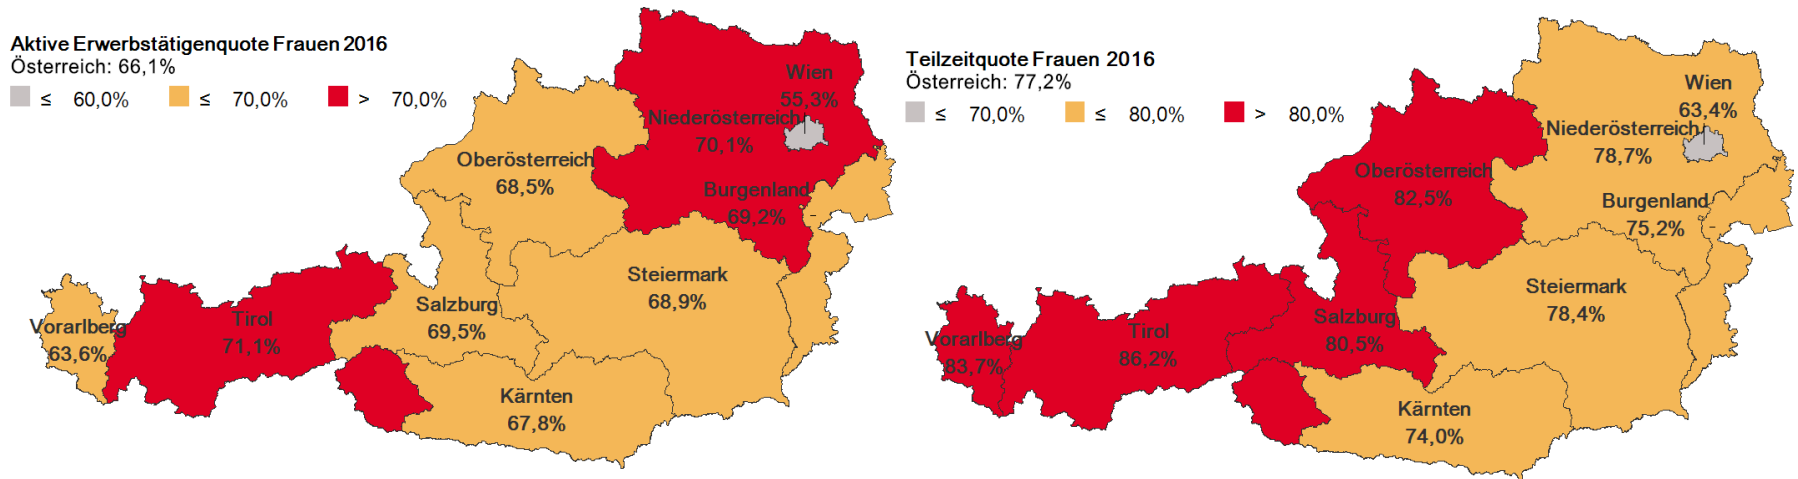 Aktive Erwerbstätigenquote Frauen 2016
Österreich: 66,1%
≤ 60,0% ≤ 70,0% > 70,0%
Wien
55,3%
Niederösterreich
70,1%
Oberösterreich
68,5%
Burgenland
69,2%
Steiermark
68,9%
Salzburg
69,5%
Tirol
71,1%
Vorarlberg
63,6%
Kärnten
67,8%
Teilzeitquote Frauen 2016
Österreich: 77,2%
≤ 70,0% ≤ 80,0% > 80,0%
Wien
63,4%
Niederösterreich
78,7%
Oberösterreich
82,5%
Burgenland
75,2%
Steiermark
78,4%
Salzburg
80,5%
Tirol
86,2%
Vorarlberg
83,7%
Kärnten
74,0%